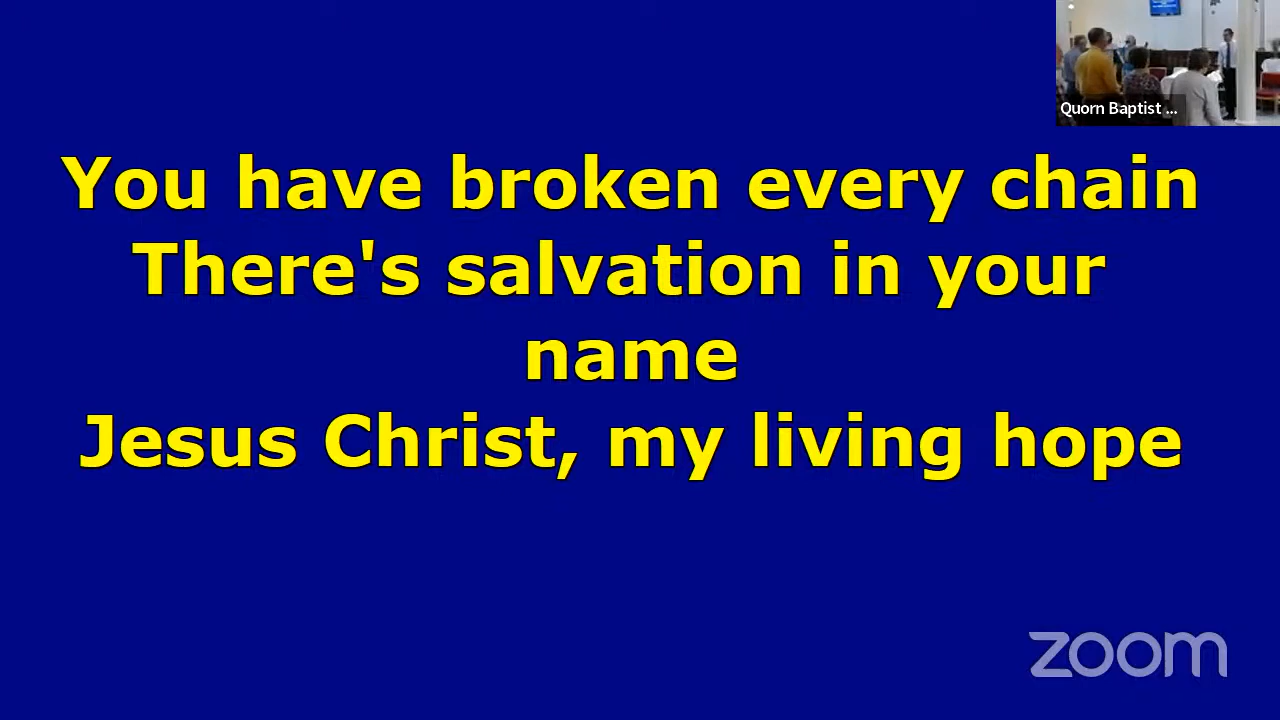 Quorn Baptist ...
You have broken every chain
There's salvation in your
name
Jesus Christ, my living hope
zoom